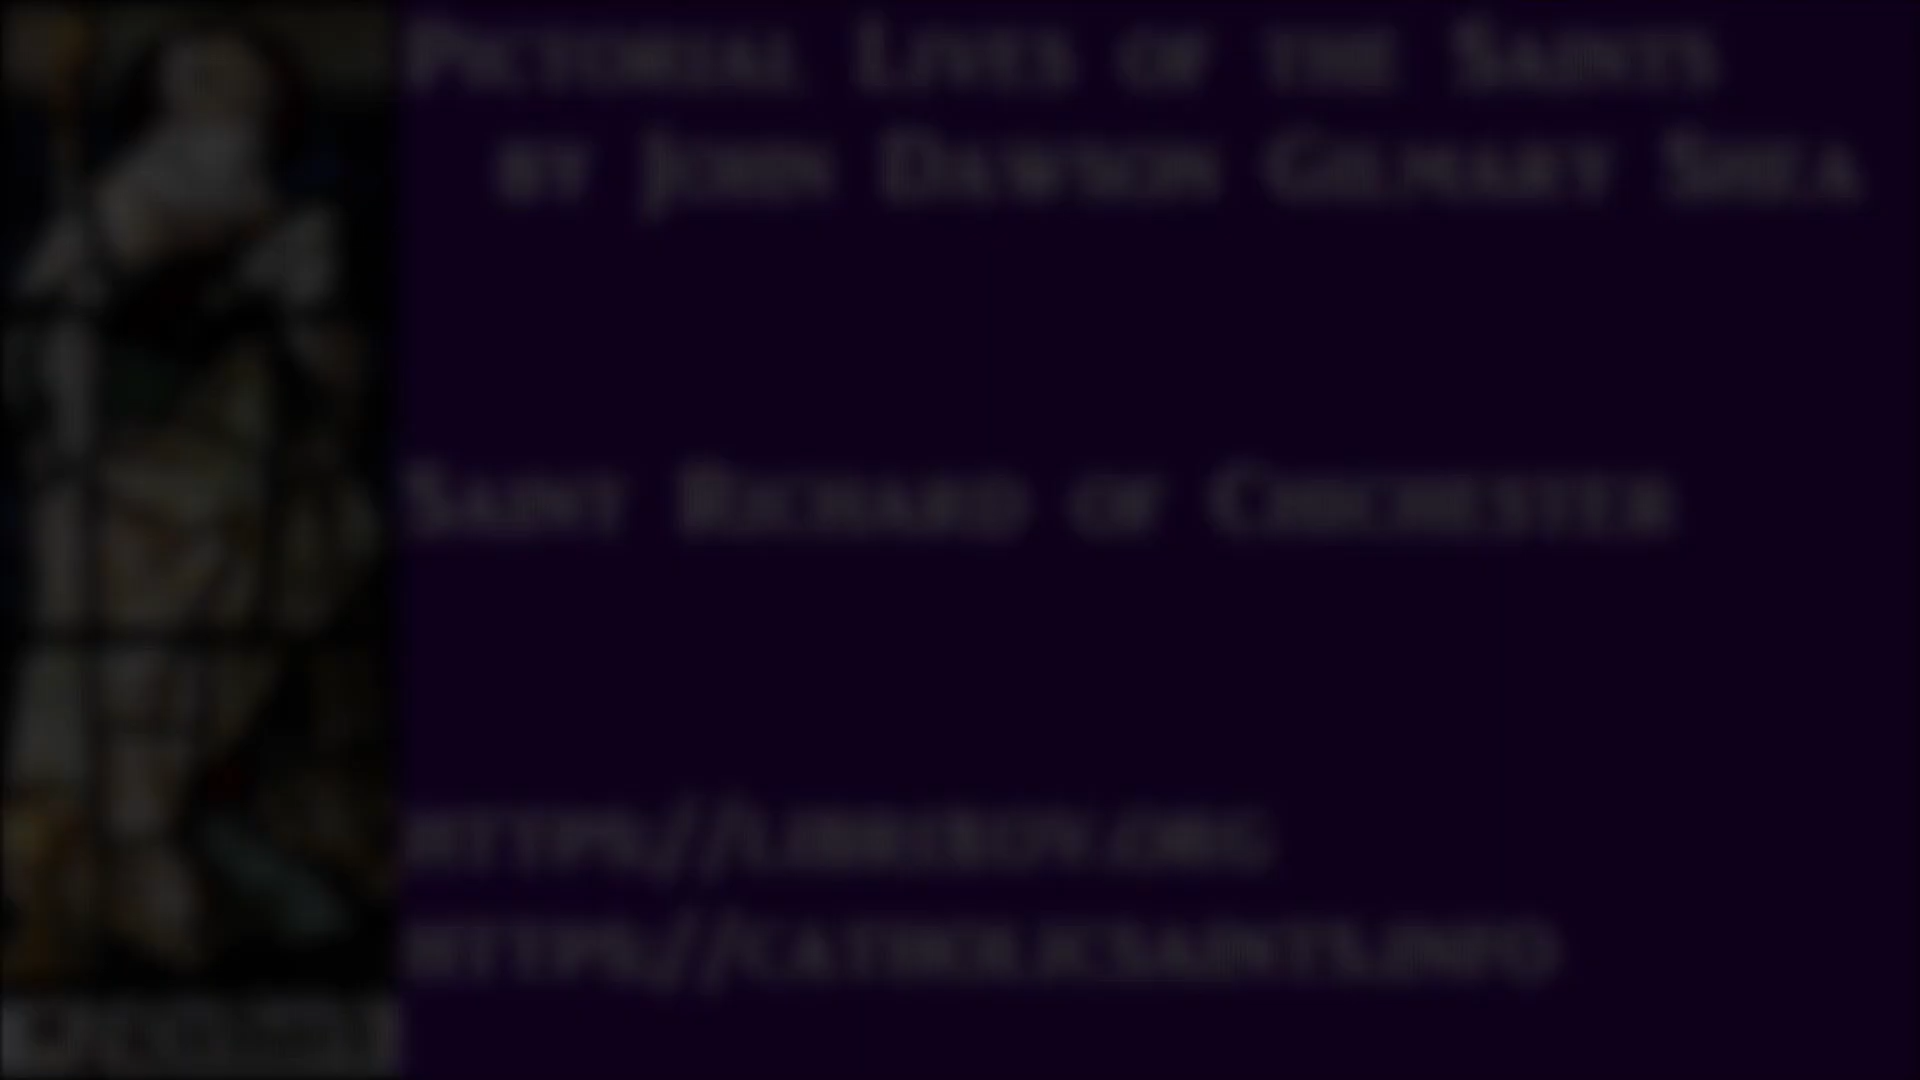 Pictorial Lives of the Saints
by John Dawson Gilmary Shea
Saint Richard of Chichester
https//librivox.org
https//catholicsaints.info